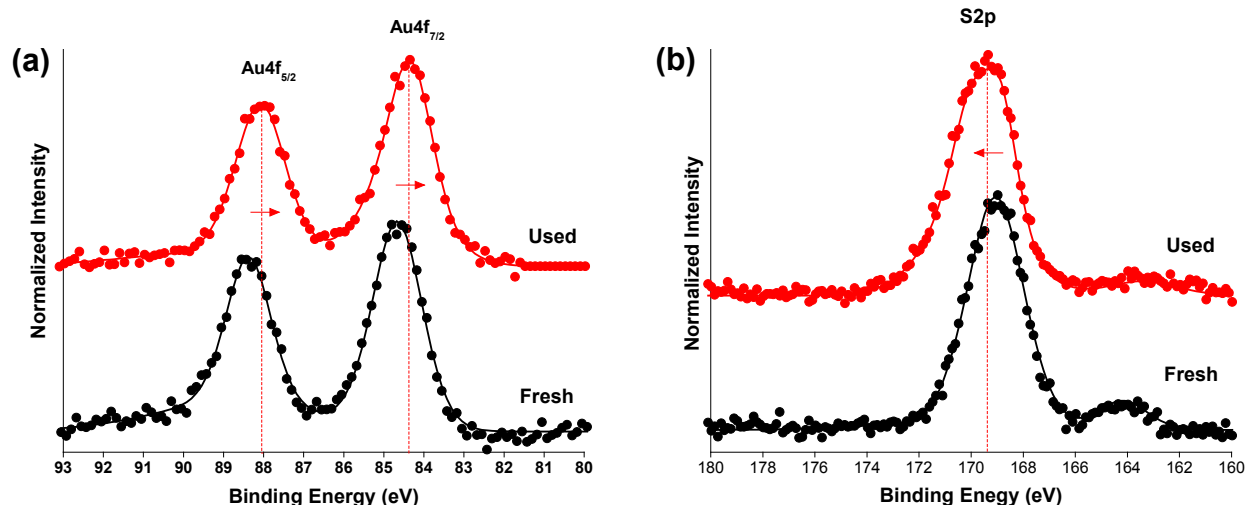 (a)
Au4f5/2
Au4f7/2
Normalized Intensity
Used
Fresh
93 92 91 90 89 88 87 86 85 84 83 82 81 80
Binding Energy (eV)
(b)
S2p
Normalized Intensity
Used
Fresh
180 178 176 174 172 170 168 166 164 162 160
Binding Enegy (eV)